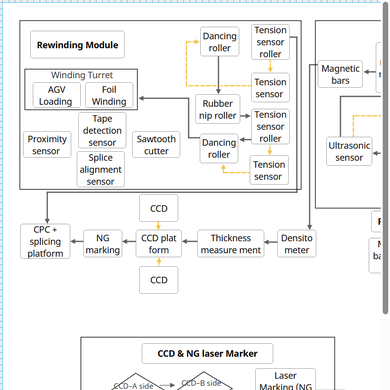 Rewinding Module
Dancing
roller
Tension
sensor
roller
Winding Turret
AGV
Loading
Foil
Winding
Tension
sensor
Magnetic
bars
Rubber
nip roller
Tension
sensor
roller
Tape
detection
sensor
Proximity
sensor
Sawtooth
cutter
Dancing
roller
Ultrasonic
sensor
Splice
alignment
sensor
Tension
sensor
CCD
CPC +
splicing
platform
NG
marking
CCD plat
form
Thickness
measure ment
Densito
meter
CCD
CCD & NG laser Marker
CCD-A side
CCD-B side
Laser
Marking (NG